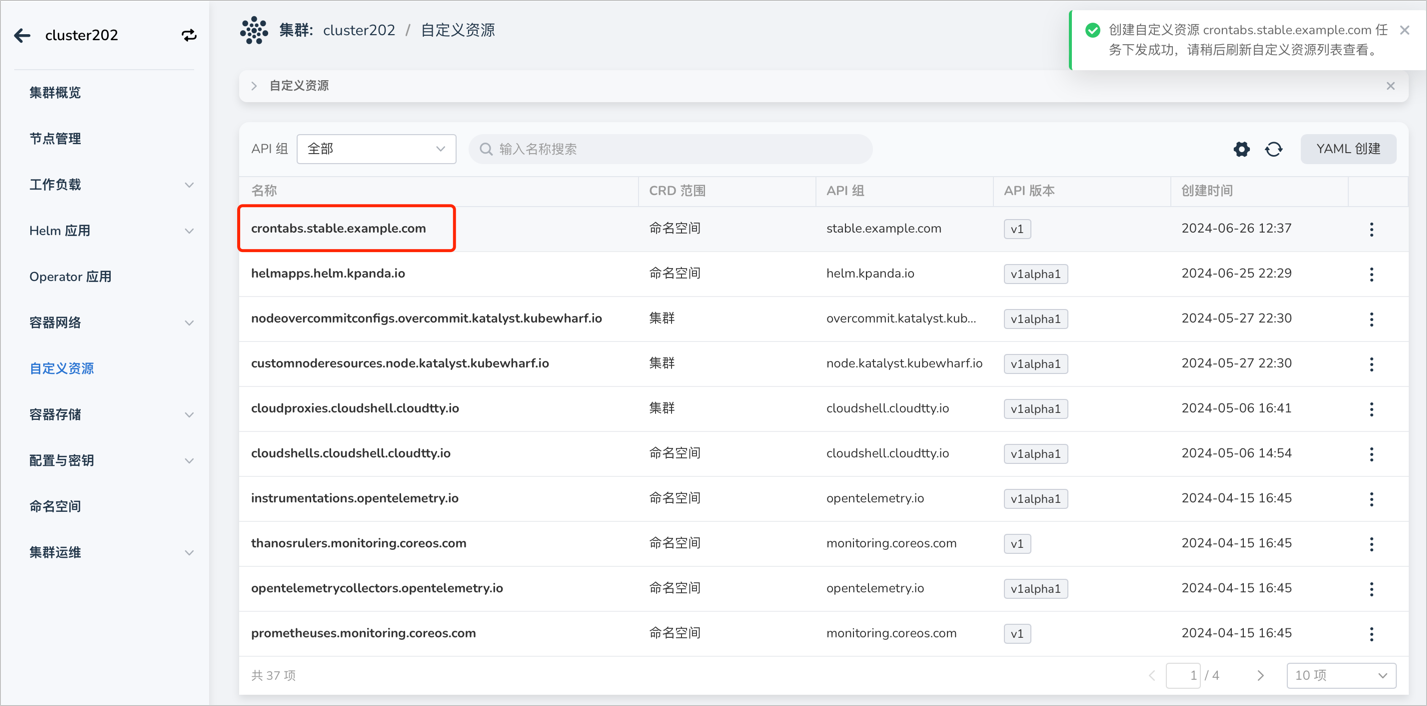 cluster202
集群概览
节点管理
工作负载
Helm 应用
Operator 应用
容器网络
自定义资源
容器存储
配置与密钥
命名空间
集群运维
集群: cluster202 / 自定义资源
创建自定义资源 crontabs.stable.example.com 任
务下发成功，请稍后刷新自定义资源列表查看。
自定义资源
API 组 全部 输入名称搜索 YAML 创建
名称 CRD 范围 API 组 API 版本 创建时间
crontabs.stable.example.com 命名空间 stable.example.com v1 2024-06-26 12:37
helmapps.helm.kpanda.io 命名空间 helm.kpanda.io v1alpha1 2024-06-25 22:29
nodeovercommitconfigs.overcommit.katalyst.kubewharf.io 集群 overcommit.katalyst.kub... v1alpha1 2024-05-27 22:30
customnoderesources.node.katalyst.kubewharf.io 集群 node.katalyst.kubewharf.io v1alpha1 2024-05-27 22:30
cloudproxies.cloudshell.cloudtty.io 集群 cloudshell.cloudtty.io v1alpha1 2024-05-06 16:41
cloudshells.cloudshell.cloudtty.io 命名空间 cloudshell.cloudtty.io v1alpha1 2024-05-06 14:54
instrumentations.opentelemetry.io 命名空间 opentelemetry.io v1alpha1 2024-04-15 16:45
thanosrulers.monitoring.coreos.com 命名空间 monitoring.coreos.com v1 2024-04-15 16:45
opentelemetrycollectors.opentelemetry.io 命名空间 opentelemetry.io v1alpha1 2024-04-15 16:45
prometheuses.monitoring.coreos.com 命名空间 monitoring.coreos.com v1 2024-04-15 16:45
共 37 项 1 / 4 10 项